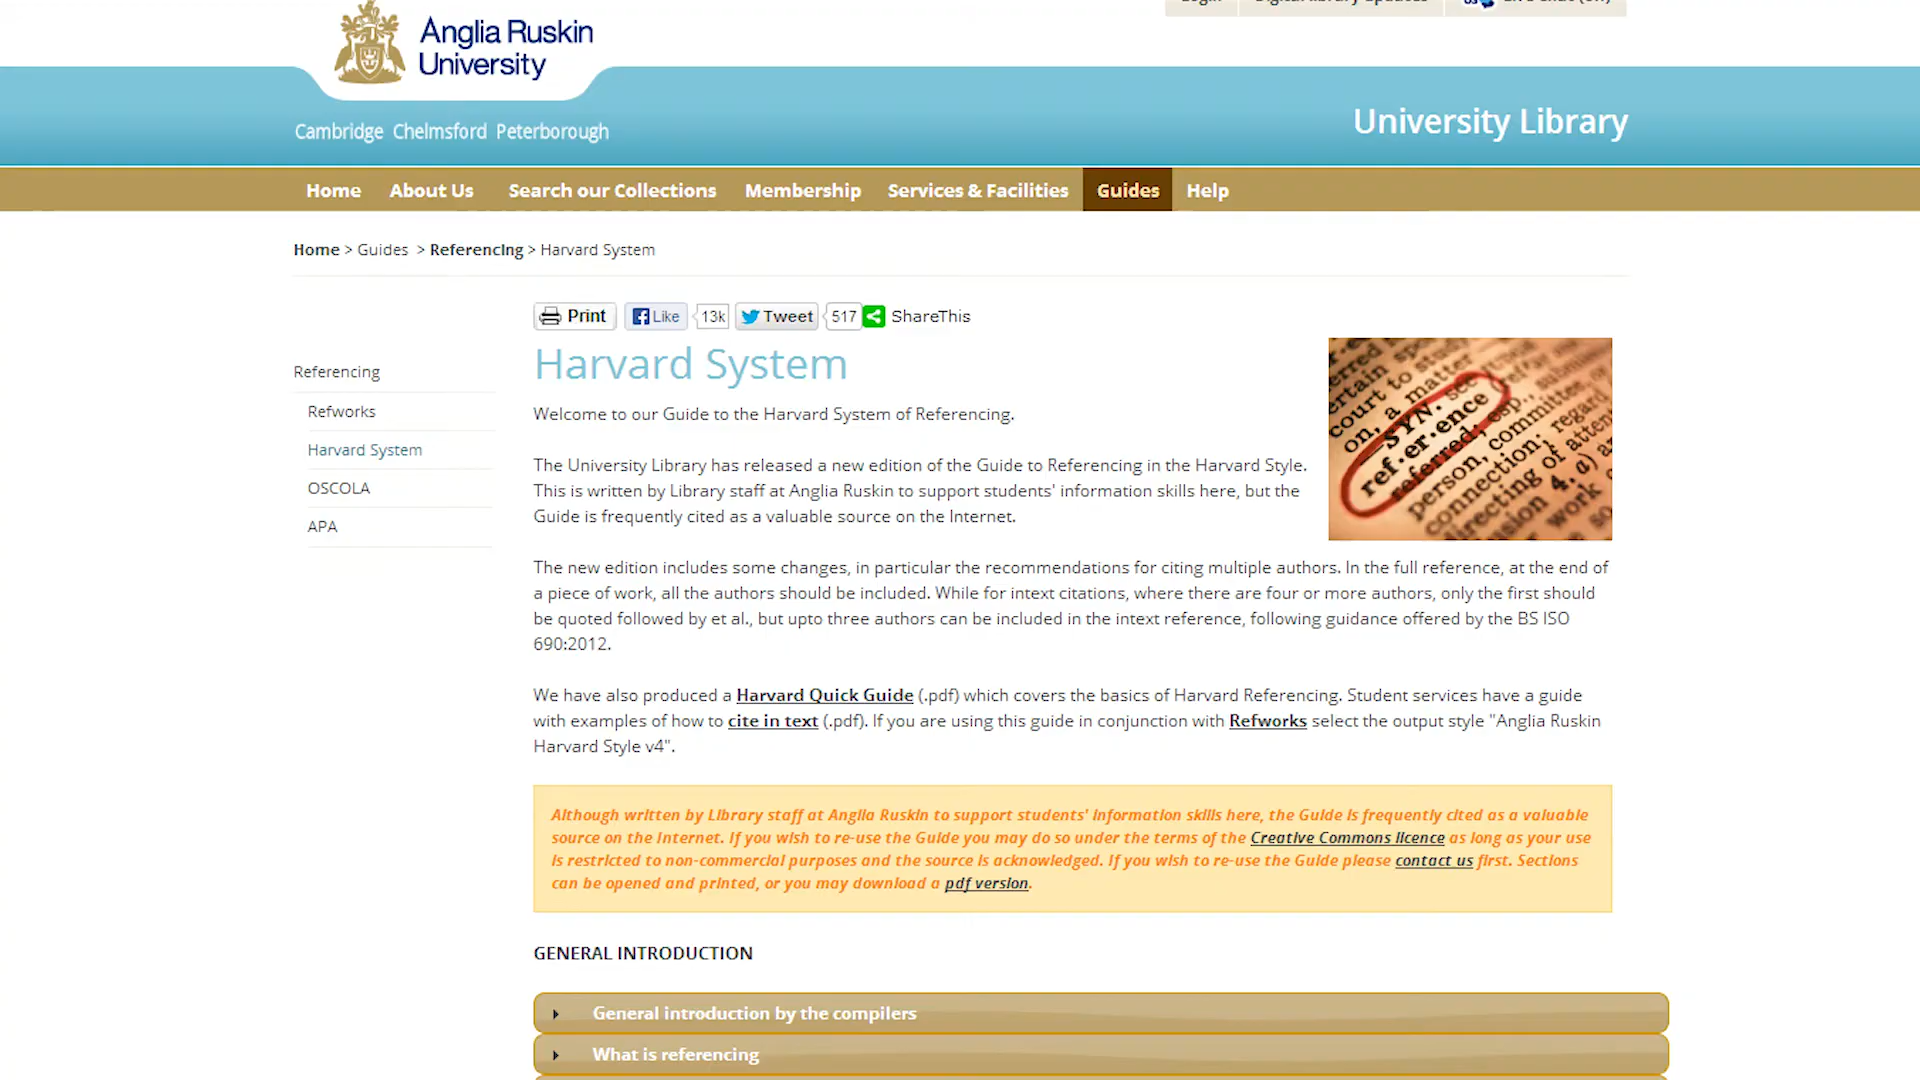 Anglia Ruskin
University
Cambridge Chelmsford Peterborough
University Library
Home About Us Search our Collections Membership Services & Facilities Guides Help
Home > Guides > Referencing > Harvard System
Print Like 13k Tweet 517 ShareThis
Referencing
Refworks
Harvard System
OSCOLA
APA
Harvard System
Welcome to our Guide to the Harvard System of Referencing.
The University Library has released a new edition of the Guide to Referencing in the Harvard Style.
This is written by Library staff at Anglia Ruskin to support students' information skills here, but the
Guide is frequently cited as a valuable source on the Internet.
The new edition includes some changes, in particular the recommendations for citing multiple authors. In the full reference, at the end of
a piece of work, all the authors should be included. While for intext citations, where there are four or more authors, only the first should
be quoted followed by et al., but upto three authors can be included in the intext reference, following guidance offered by the BS ISO
690:2012.
We have also produced a Harvard Quick Guide (.pdf) which covers the basics of Harvard Referencing. Student services have a guide
with examples of how to cite in text (.pdf). If you are using this guide in conjunction with Refworks select the output style "Anglia Ruskin
Harvard Style v4".
Although written by Library staff at Anglia Ruskin to support students' information skills here, the Guide is frequently cited as a valuable
source on the Internet. If you wish to re-use the Guide you may do so under the terms of the Creative Commons licence as long as your use
is restricted to non-commercial purposes and the source is acknowledged. If you wish to re-use the Guide please contact us first. Sections
can be opened and printed, or you may download a pdf version.
GENERAL INTRODUCTION
General introduction by the compilers
What is referencing